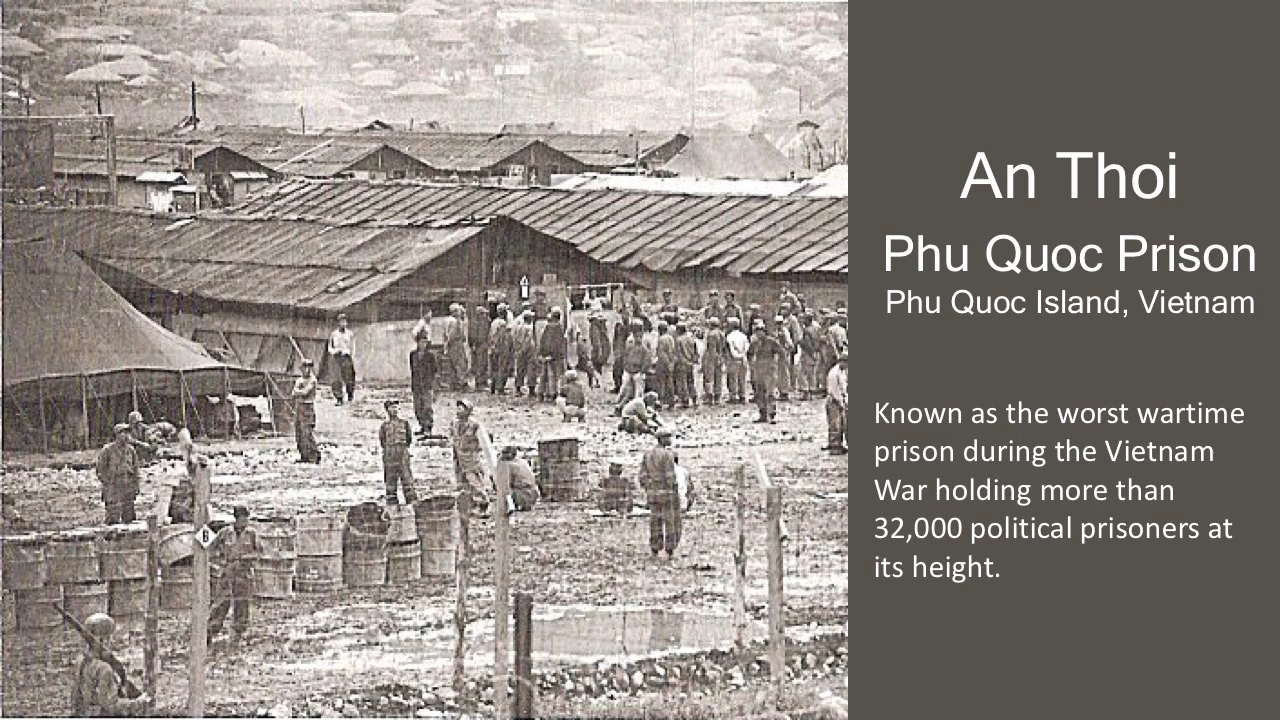 An Thoi
Phu Quoc Prison
Phu Quoc Island, Vietnam
Known as the worst wartime
prison during the Vietnam
War holding more than
32,000 political prisoners at
its height.
B